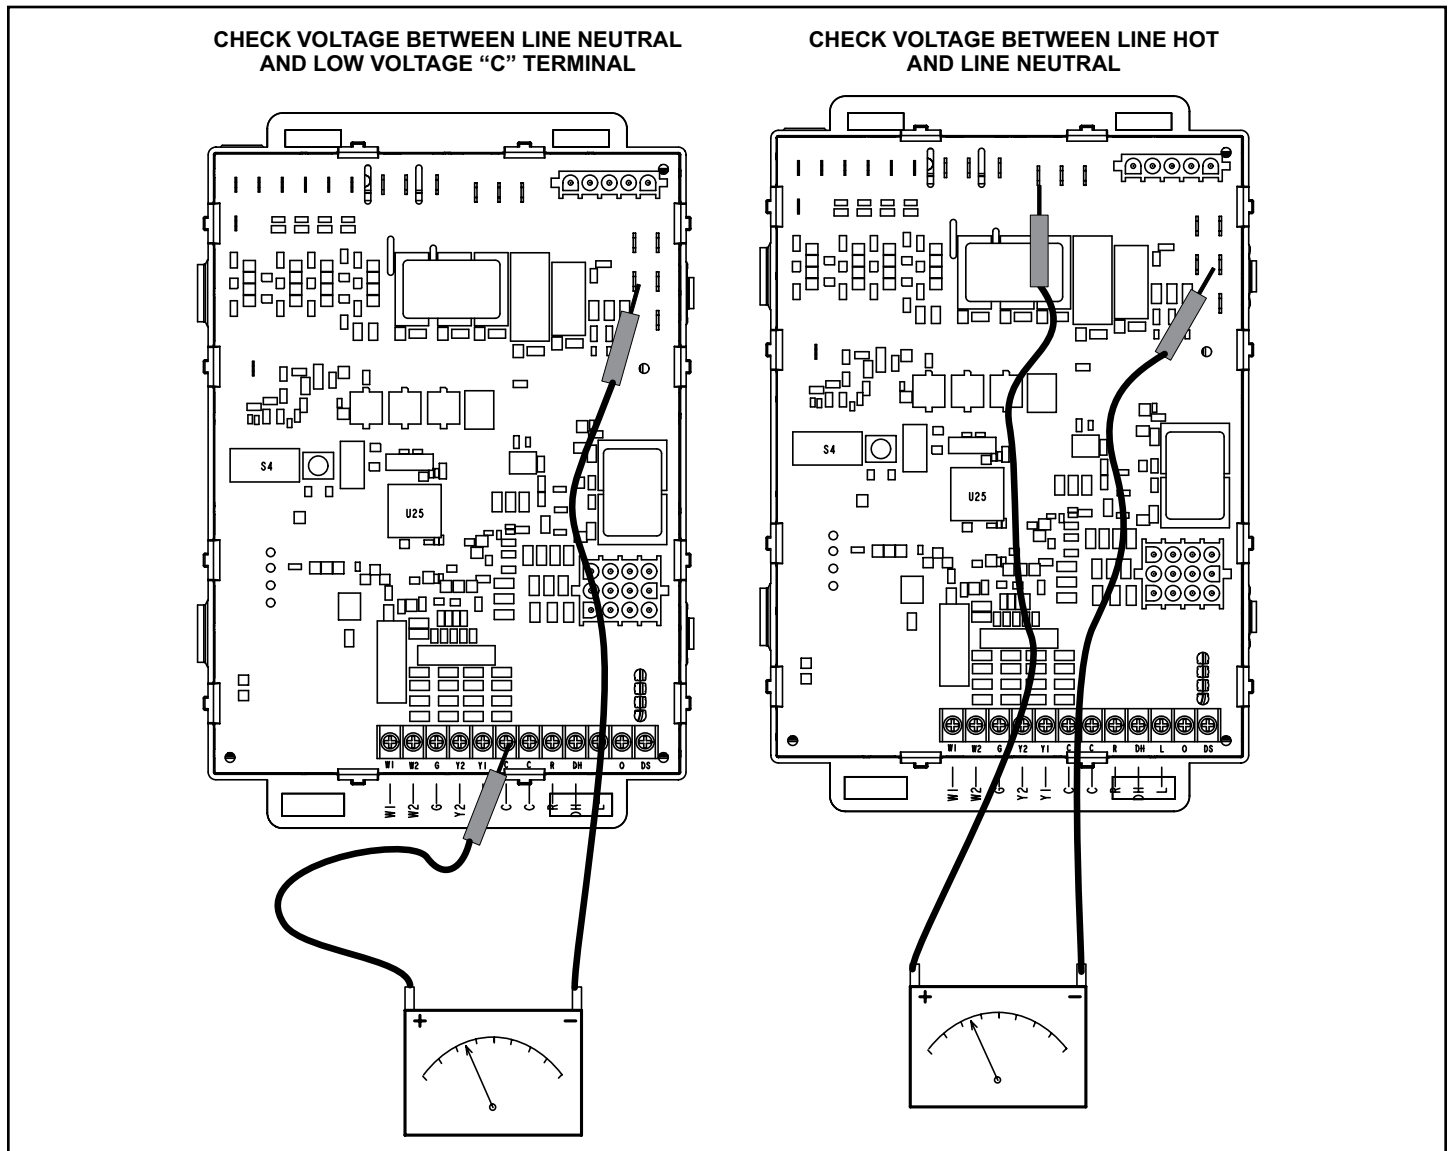 CHECK VOLTAGE BETWEEN LINE NEUTRAL
AND LOW VOLTAGE “C” TERMINAL
CHECK VOLTAGE BETWEEN LINE HOT
AND LINE NEUTRAL
S4
U25
W1 W2 G Y2 Y1 C C R DH O DS
W1 W2 G Y2 C C R DH L
+ −
S4
U25
W1 W2 G Y2 Y1 C C R DH L O DS
W1 W2 G Y2 Y1 C C R DH L
+ −